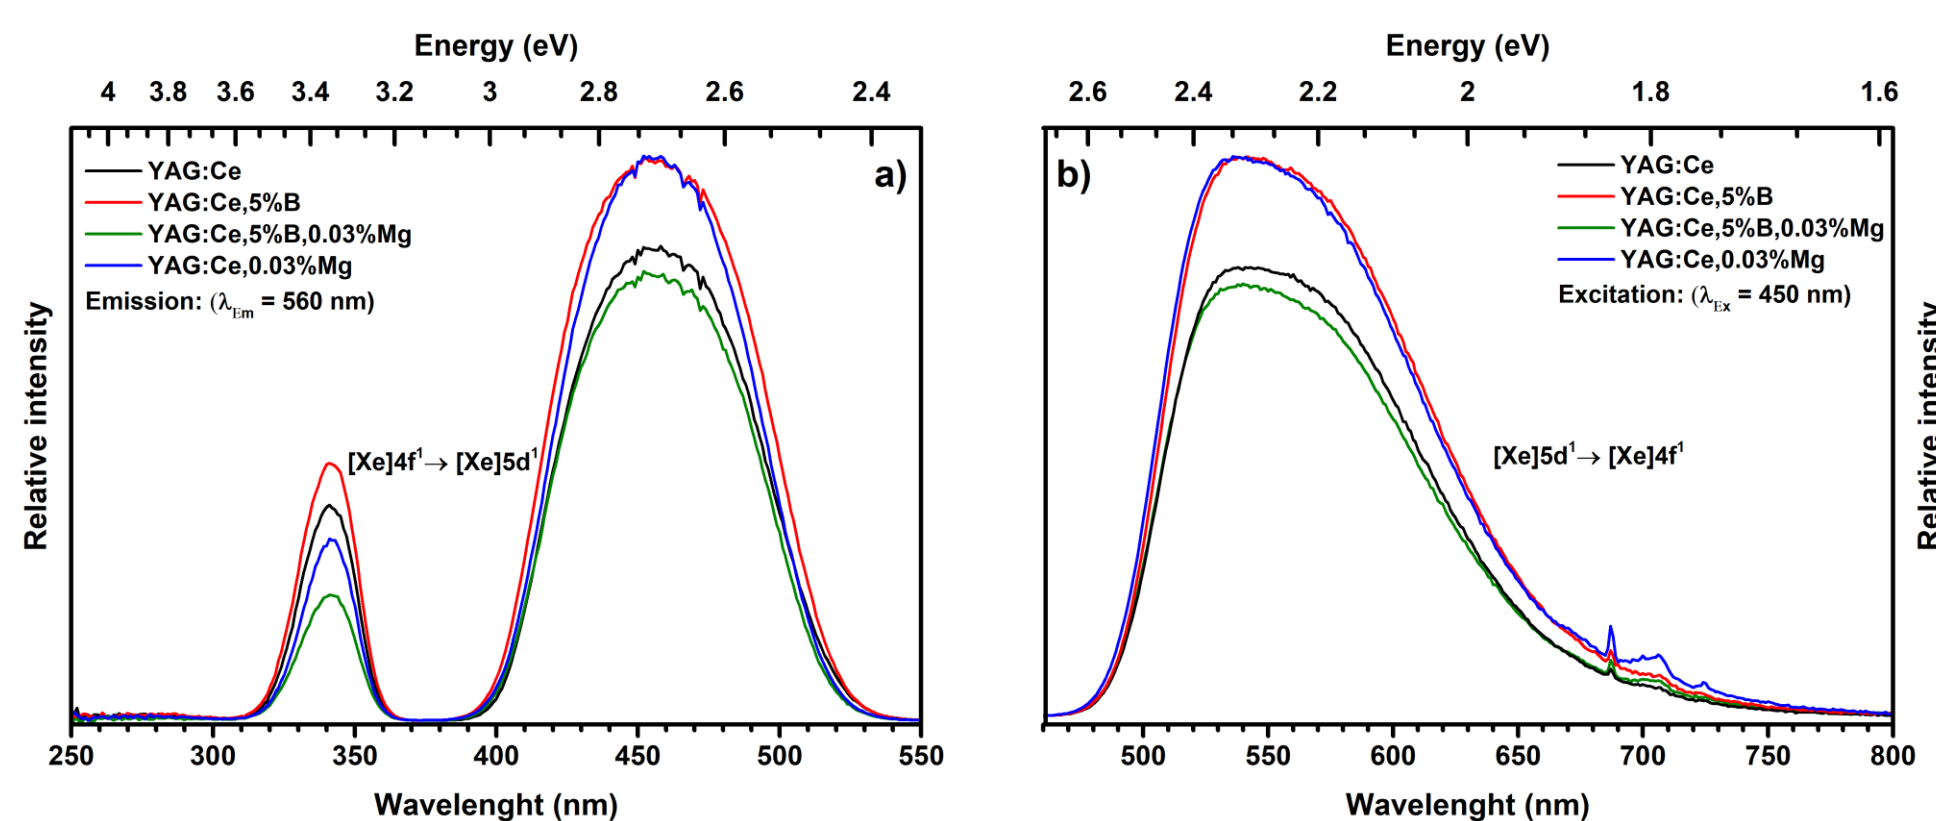 Energy (eV)
4 3.8 3.6 3.4 3.2 3 2.8 2.6 2.4
YAG:Ce
YAG:Ce,5%B
YAG:Ce,5%B,0.03%Mg
YAG:Ce,0.03%Mg
Emission: (λEm = 560 nm)
a)
[Xe]4f¹→ [Xe]5d¹
Relative intensity
250 300 350 400 450 500 550
Wavelenght (nm)
Energy (eV)
2.6 2.4 2.2 2 1.8 1.6
b)
YAG:Ce
YAG:Ce,5%B
YAG:Ce,5%B,0.03%Mg
YAG:Ce,0.03%Mg
Excitation: (λEx = 450 nm)
[Xe]5d¹→ [Xe]4f¹
500 550 600 650 700 750 800
Wavelenght (nm)
Relative intensity